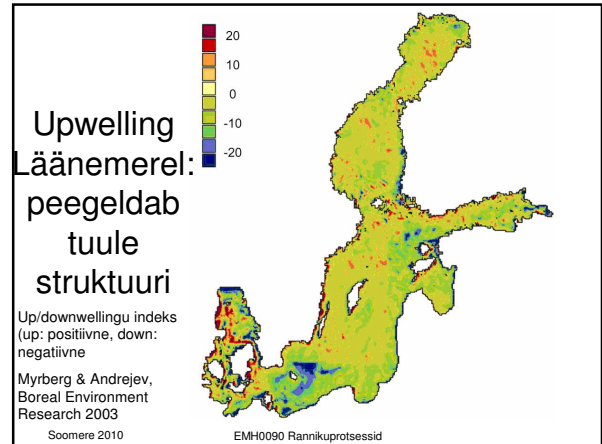 Upwelling
Läänemerel:
peegeldab
tuule
struktuuri
Up/downwellingu indeks
(up: positiivne, down:
negatiivne
Myrberg & Andrejev,
Boreal Environment
Research 2003
20
10
0
-10
-20
Soomere 2010
EMH0090 Rannikuprotsessid